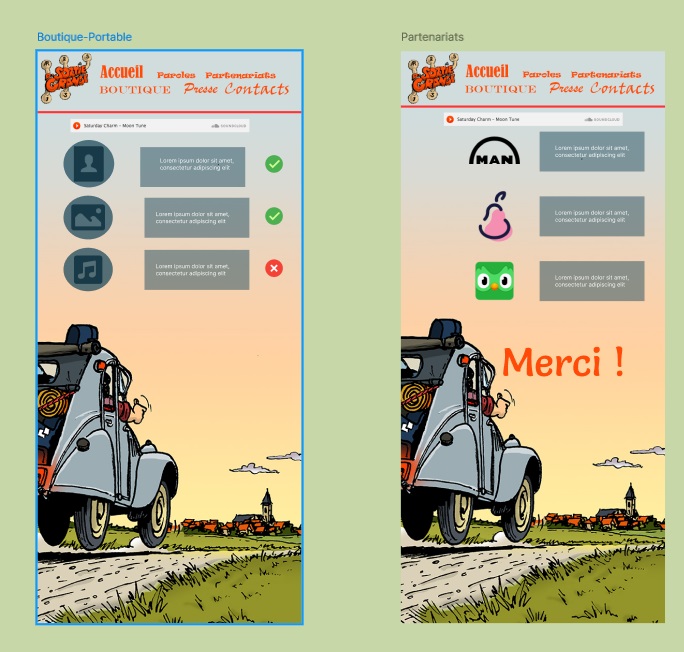 Boutique-Portable
SORTIE GRENIER
Accueil Paroles Partenariats
BOUTIQUE Presse Contacts
Saturday Charm - Moon Tune SOUNDCLOUD
Lorem ipsum dolor sit amet,
consectetur adipiscing elit
Lorem ipsum dolor sit amet,
consectetur adipiscing elit
Lorem ipsum dolor sit amet,
consectetur adipiscing elit
Partenariats
Accueil Paroles Partenariats
BOUTIQUE Presse Contacts
Saturday Charm - Moon Tune SOUNDCLOUD
MAN
Lorem ipsum dolor sit amet,
consectetur adipiscing elit
Lorem ipsum dolor sit amet,
consectetur adipiscing elit
Lorem ipsum dolor sit amet,
consectetur adipiscing elit
Merci !